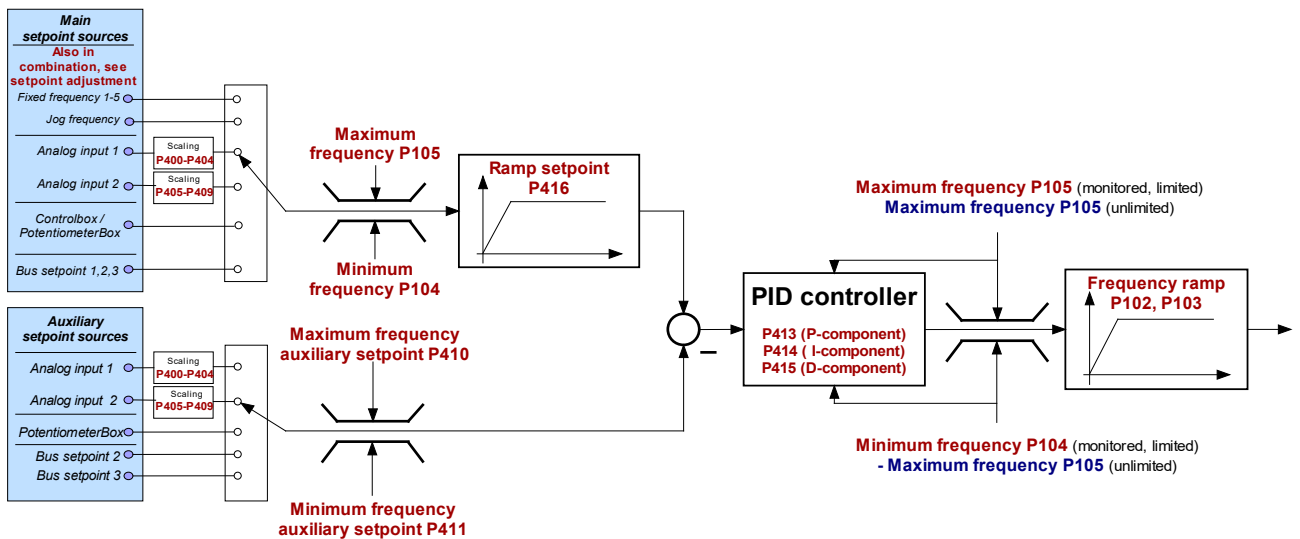 Main
setpoint sources
Also in
combination, see
setpoint adjustment
Fixed frequency 1-5
Jog frequency
Analog input 1
Scaling
P400-P404
Analog input 2
Scaling
P405-P409
Controlbox /
PotentiometerBox
Bus setpoint 1,2,3
Maximum
frequency P105
Minimum
frequency P104
Ramp setpoint
P416
Auxiliary
setpoint sources
Analog input 1
Scaling
P400-P404
Analog input 2
Scaling
P405-P409
PotentiometerBox
Bus setpoint 2
Bus setpoint 3
Maximum frequency
auxiliary setpoint P410
Minimum frequency
auxiliary setpoint P411
–
PID controller
P413 (P-component)
P414 ( I-component)
P415 (D-component)
Maximum frequency P105 (monitored, limited)
Maximum frequency P105 (unlimited)
Minimum frequency P104 (monitored, limited)
- Maximum frequency P105 (unlimited)
Frequency ramp
P102, P103